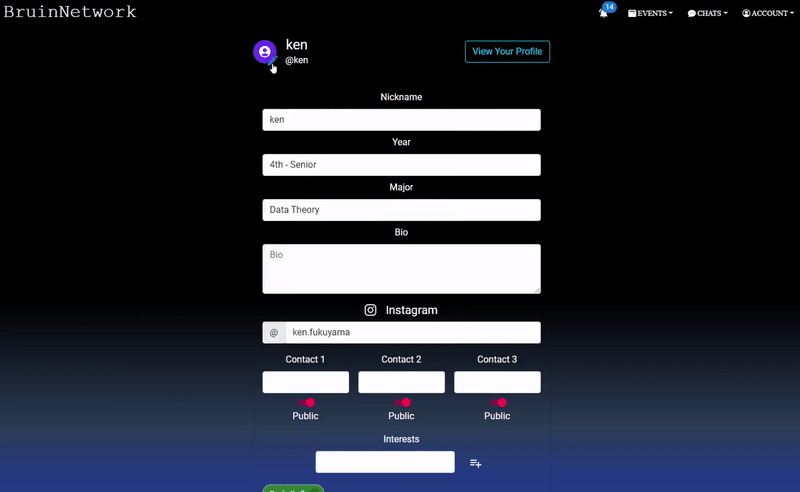 BruinNetwork
14
EVENTS
CHATS
ACCOUNT
ken
@ken
View Your Profile
Nickname
ken
Year
4th - Senior
Major
Data Theory
Bio
Bio
Instagram
@ ken.fukuyama
Contact 1 Contact 2 Contact 3
Public Public Public
Interests